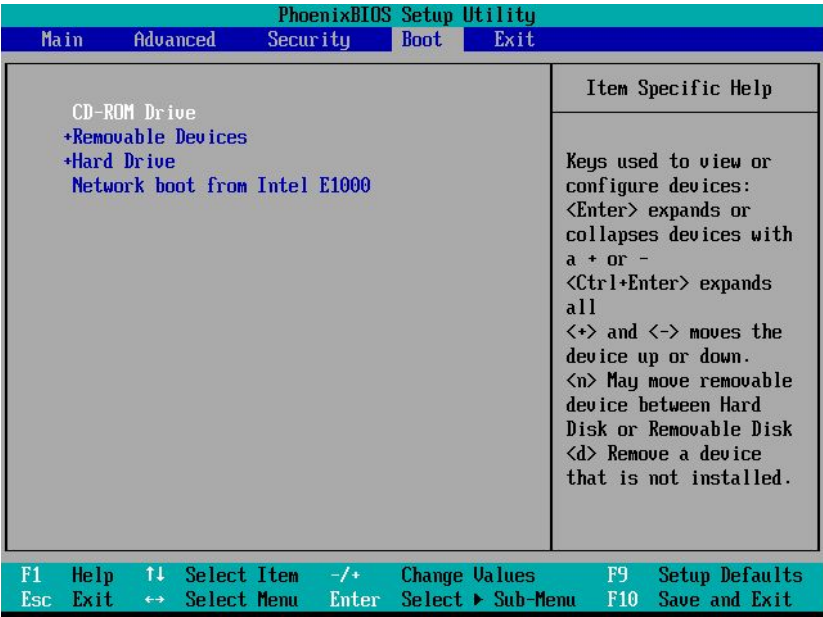 PhoenixBIOS Setup Utility
Main Advanced Security Boot Exit
CD-ROM Drive
+Removable Devices
+Hard Drive
Network boot from Intel E1000
Item Specific Help
Keys used to view or
configure devices:
<Enter> expands or
collapses devices with
a + or -
<Ctrl+Enter> expands
all
<+> and <-> moves the
device up or down.
<n> May move removable
device between Hard
Disk or Removable Disk
<d> Remove a device
that is not installed.
F1 Help ↑↓ Select Item -/+ Change Values F9 Setup Defaults
Esc Exit ↔ Select Menu Enter Select ▶ Sub-Menu F10 Save and Exit